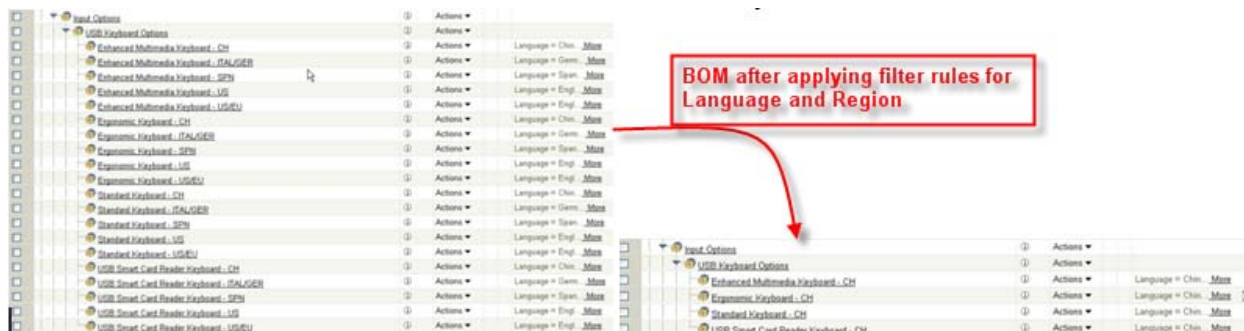 Input Options Actions
USB Keyboard Options Actions
Enhanced Multimedia Keyboard - CH Actions Language = Chin... More
Enhanced Multimedia Keyboard - ITAL/GER Actions Language = Germ... More
Enhanced Multimedia Keyboard - SPN Actions Language = Span... More
Enhanced Multimedia Keyboard - US Actions Language = Engl... More
Enhanced Multimedia Keyboard - US/EU Actions Language = Engl... More
Ergonomic Keyboard - CH Actions Language = Chin... More
Ergonomic Keyboard - ITAL/GER Actions Language = Germ... More
Ergonomic Keyboard - SPN Actions Language = Span... More
Ergonomic Keyboard - US Actions Language = Engl... More
Ergonomic Keyboard - US/EU Actions Language = Engl... More
Standard Keyboard - CH Actions Language = Chin... More
Standard Keyboard - ITAL/GER Actions Language = Germ... More
Standard Keyboard - SPN Actions Language = Span... More
Standard Keyboard - US Actions Language = Engl... More
Standard Keyboard - US/EU Actions Language = Engl... More
USB Smart Card Reader Keyboard - CH Actions Language = Chin... More
USB Smart Card Reader Keyboard - ITAL/GER Actions Language = Germ... More
USB Smart Card Reader Keyboard - SPN Actions Language = Span... More
USB Smart Card Reader Keyboard - US Actions Language = Engl... More
USB Smart Card Reader Keyboard - US/EU Actions Language = Engl... More
BOM after applying filter rules for
Language and Region
Input Options Actions
USB Keyboard Options Actions
Enhanced Multimedia Keyboard - CH Actions Language = Chin... More
Ergonomic Keyboard - CH Actions Language = Chin... More
Standard Keyboard - CH Actions Language = Chin... More
USB Smart Card Reader Keyboard - CH Actions Language = Chin... More